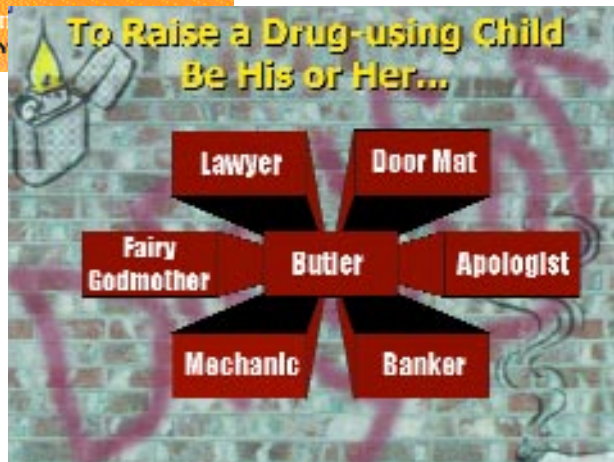 To Raise a Drug-using Child
Be His or Her...
Lawyer
Door Mat
Fairy
Godmother
Butler
Apologist
Mechanic
Banker